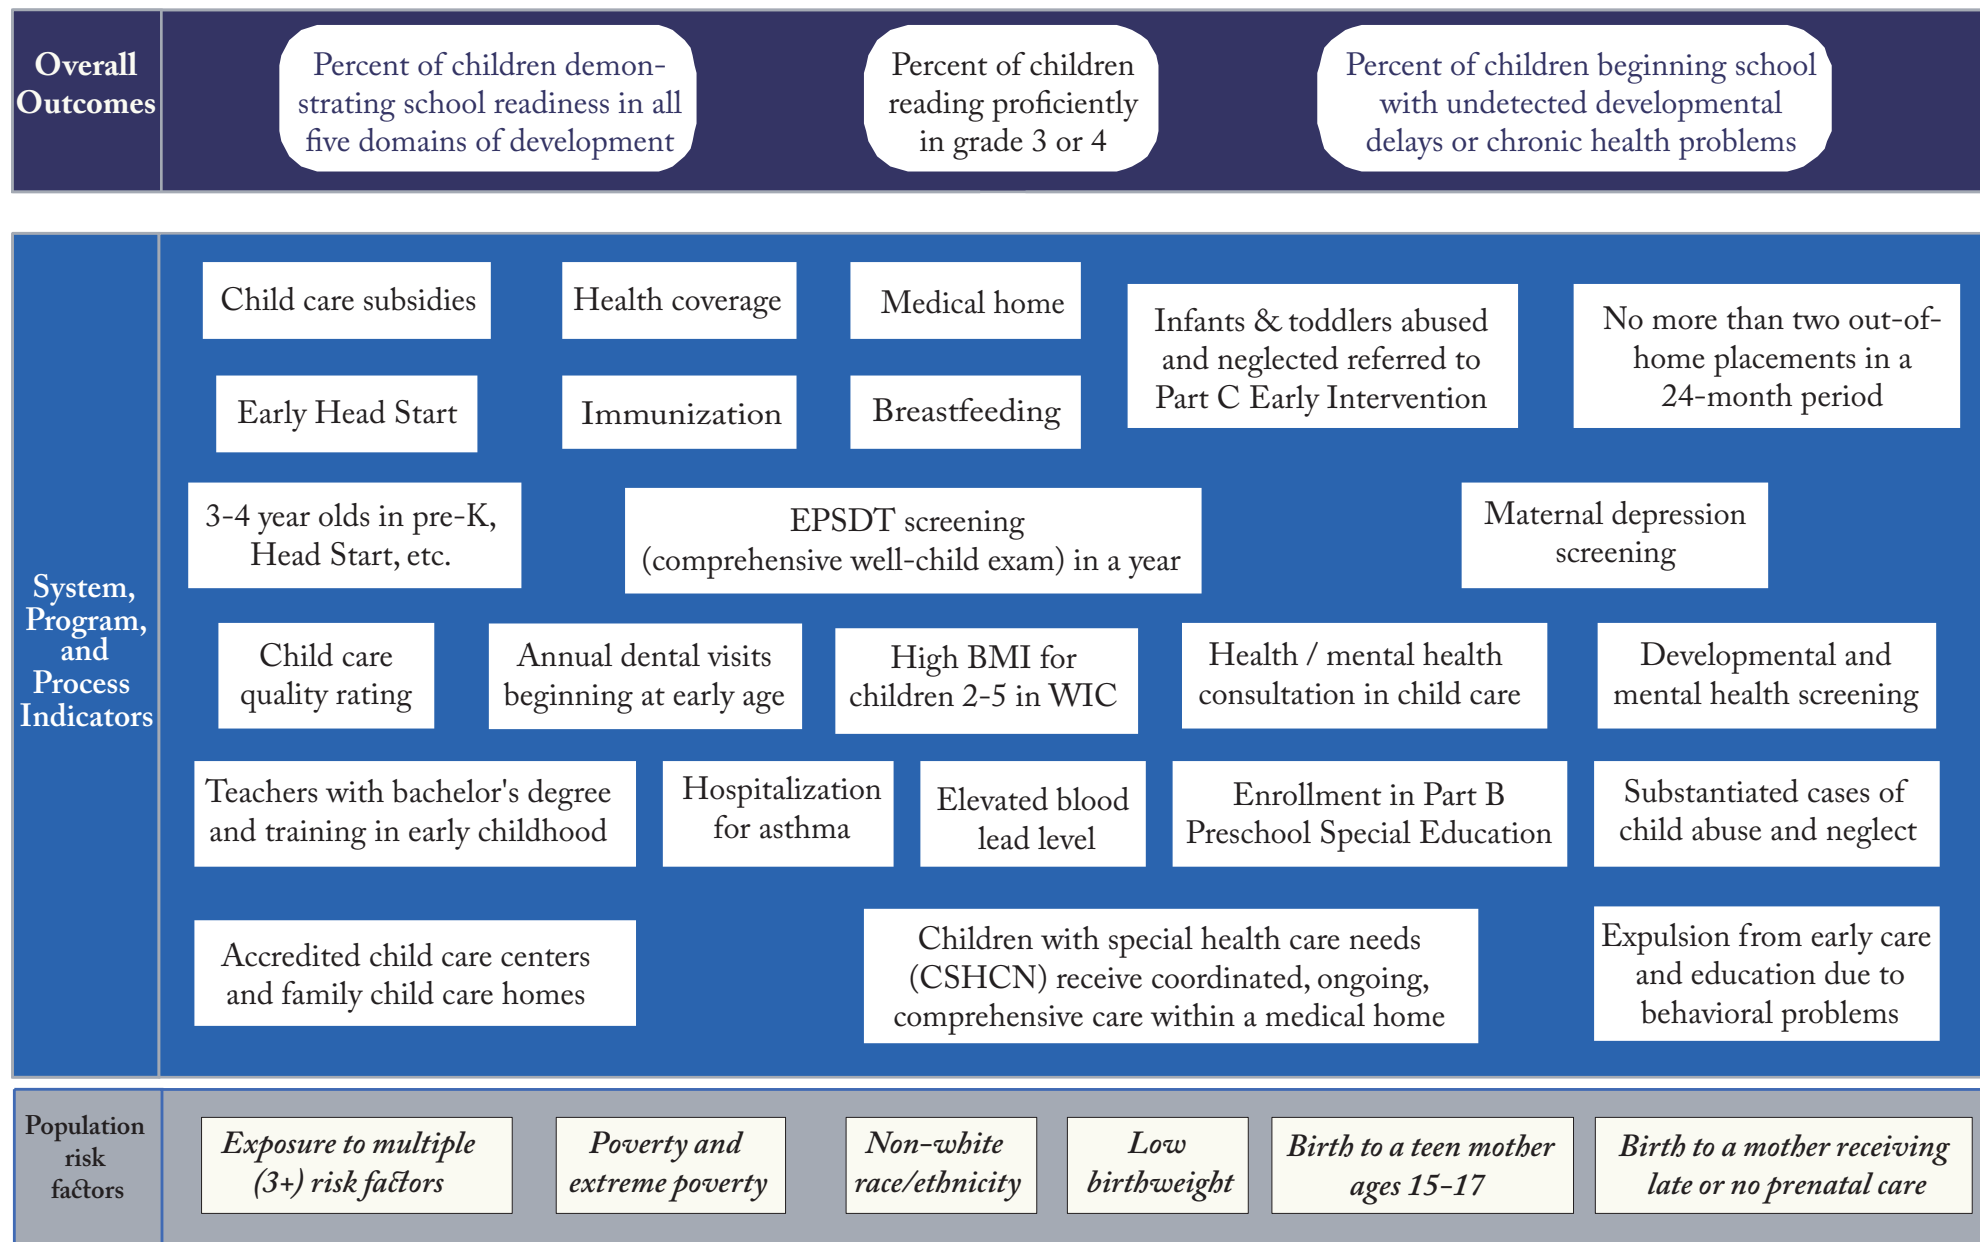 Overall
Outcomes
Percent of children demon-
strating school readiness in all
five domains of development
Percent of children
reading proficiently
in grade 3 or 4
Percent of children beginning school
with undetected developmental
delays or chronic health problems
System,
Program,
and
Process
Indicators
Child care subsidies
Health coverage
Medical home
Infants & toddlers abused
and neglected referred to
Part C Early Intervention
No more than two out-of-
home placements in a
24-month period
Early Head Start
Immunization
Breastfeeding
3-4 year olds in pre-K,
Head Start, etc.
EPSDT screening
(comprehensive well-child exam) in a year
Maternal depression
screening
Child care
quality rating
Annual dental visits
beginning at early age
High BMI for
children 2-5 in WIC
Health / mental health
consultation in child care
Developmental and
mental health screening
Teachers with bachelor's degree
and training in early childhood
Hospitalization
for asthma
Elevated blood
lead level
Enrollment in Part B
Preschool Special Education
Substantiated cases of
child abuse and neglect
Accredited child care centers
and family child care homes
Children with special health care needs
(CSHCN) receive coordinated, ongoing,
comprehensive care within a medical home
Expulsion from early care
and education due to
behavioral problems
Population
risk
factors
Exposure to multiple
(3+) risk factors
Poverty and
extreme poverty
Non-white
race/ethnicity
Low
birthweight
Birth to a teen mother
ages 15-17
Birth to a mother receiving
late or no prenatal care